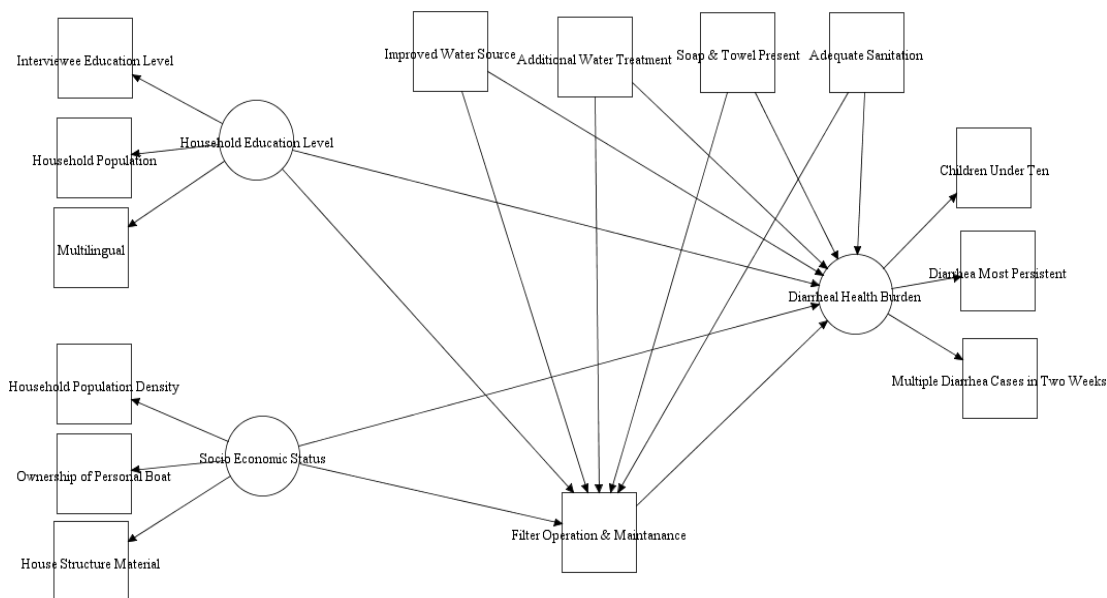 Interviewee Education Level
Improved Water Source
Additional Water Treatment
Soap & Towel Present
Adequate Sanitation
Household Education Level
Household Population
Multilingual
Children Under Ten
Diarrhea Most Persistent
Diarrheal Health Burden
Multiple Diarrhea Cases in Two Weeks
Household Population Density
Socio Economic Status
Ownership of Personal Boat
House Structure Material
Filter Operation & Maintanance